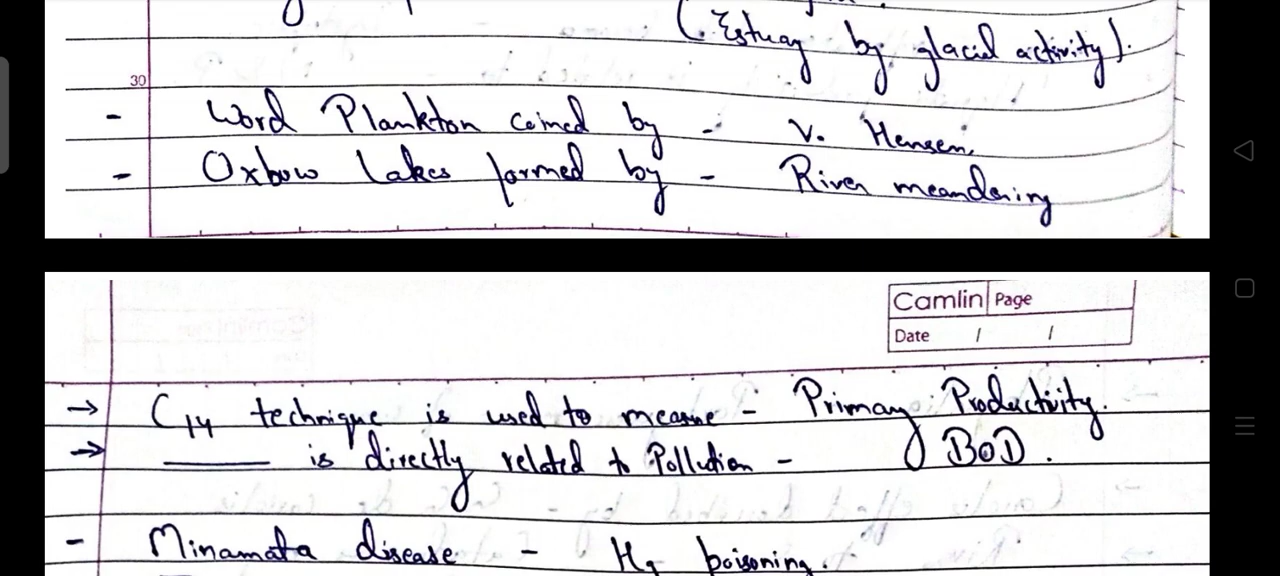 (Estuary by glacial activity).
30
- Word Plankton coined by - V. Hensen.
- Oxbow Lakes formed by - River meandering
Camlin Page
Date / /
→ C14 technique is used to measure - Primary Productivity.
→ ______ is directly related to Pollution - BOD.
- Minamata disease - Hg poisoning.